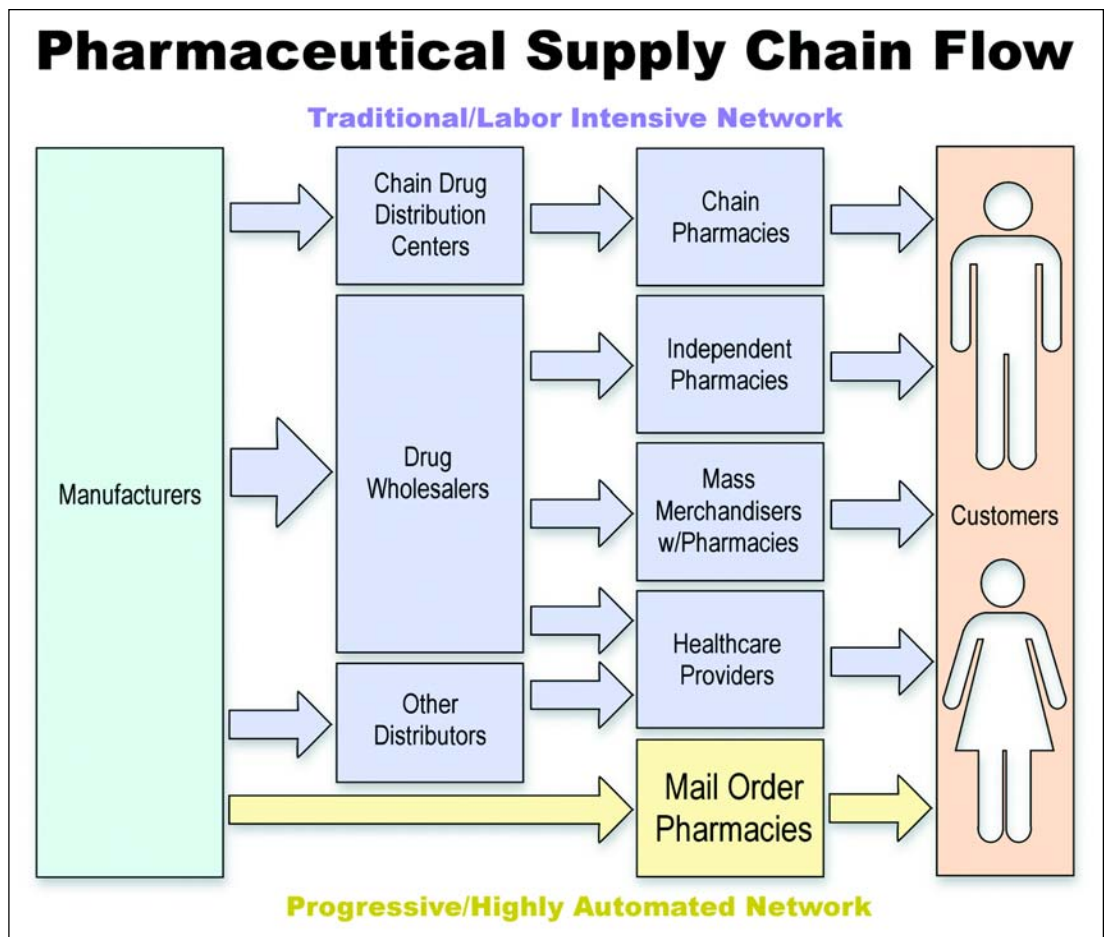 Pharmaceutical Supply Chain Flow
Traditional/Labor Intensive Network
Manufacturers
Chain Drug
Distribution
Centers
Drug
Wholesalers
Other
Distributors
Chain
Pharmacies
Independent
Pharmacies
Mass
Merchandisers
w/Pharmacies
Healthcare
Providers
Mail Order
Pharmacies
Customers
Progressive/Highly Automated Network